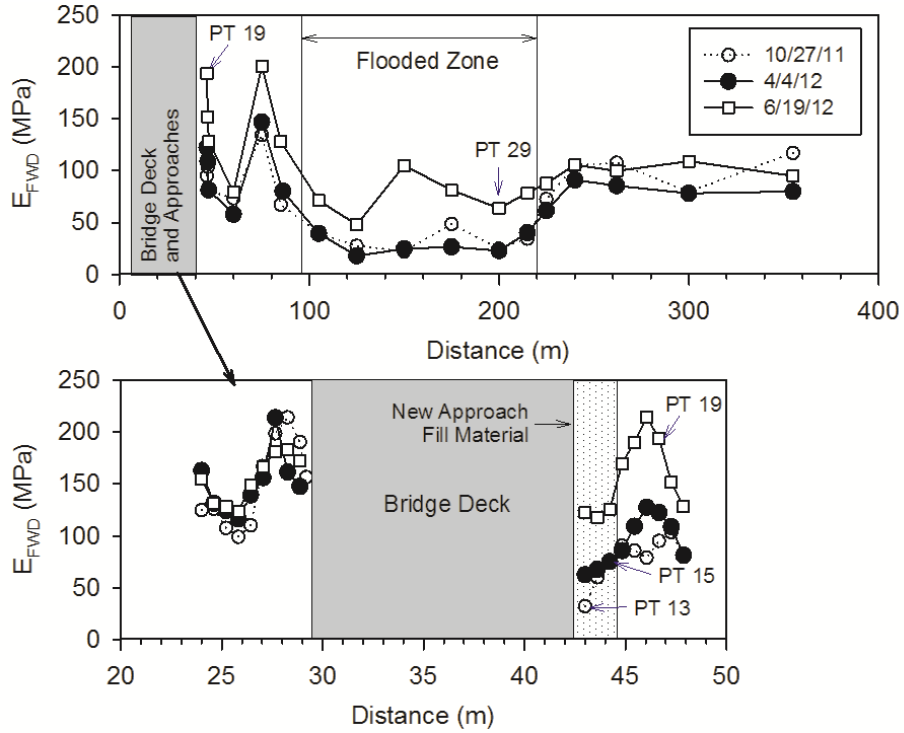 250
200
150
100
50
0
E_FWD (MPa)
PT 19
Flooded Zone
10/27/11
4/4/12
6/19/12
PT 29
Bridge Deck
and Approaches
0 100 200 300 400
Distance (m)
250
200
150
100
50
0
E_FWD (MPa)
New Approach
Fill Material
PT 19
Bridge Deck
PT 15
PT 13
20 25 30 35 40 45 50
Distance (m)